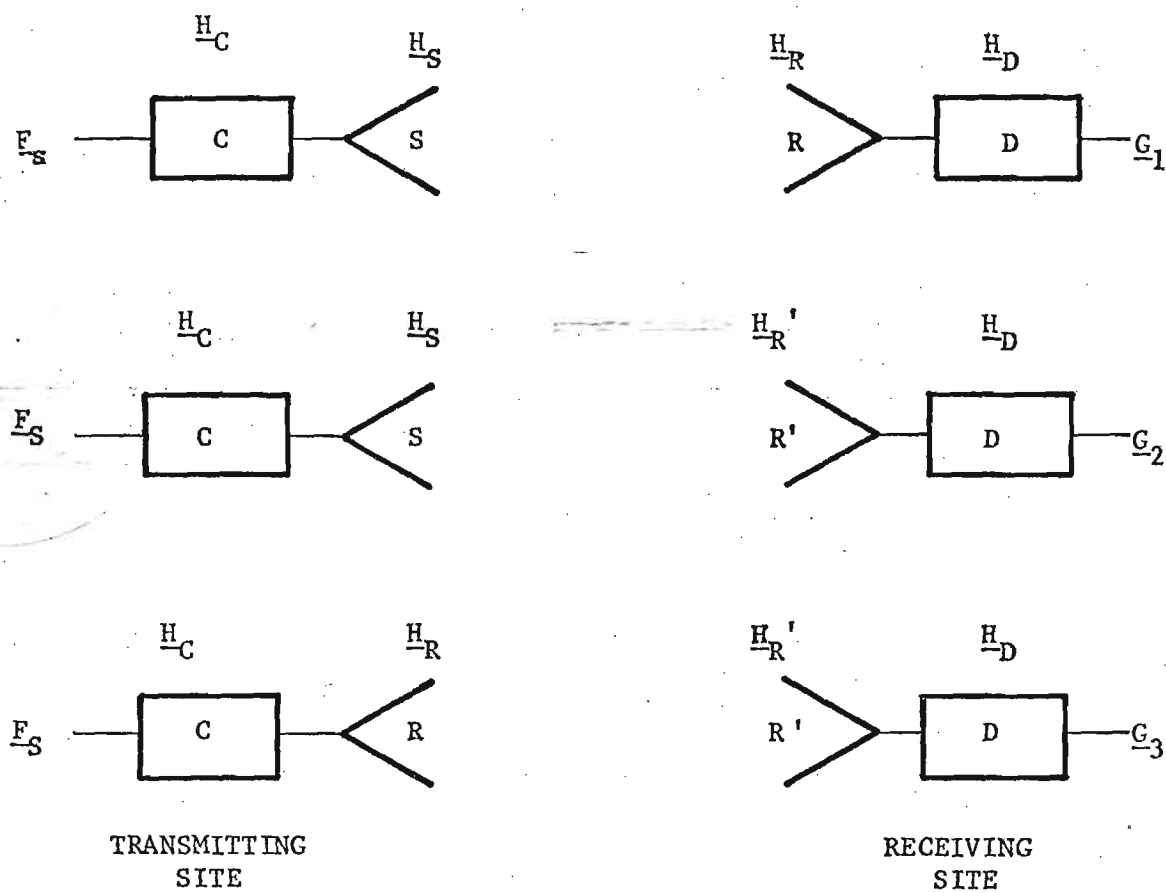 H_C H_S H_R H_D
F_s C S R D G_1
H_C H_S H_R' H_D
F_S C S R' D G_2
H_C H_R H_R' H_D
F_S C R R' D G_3
TRANSMITTING RECEIVING
SITE SITE